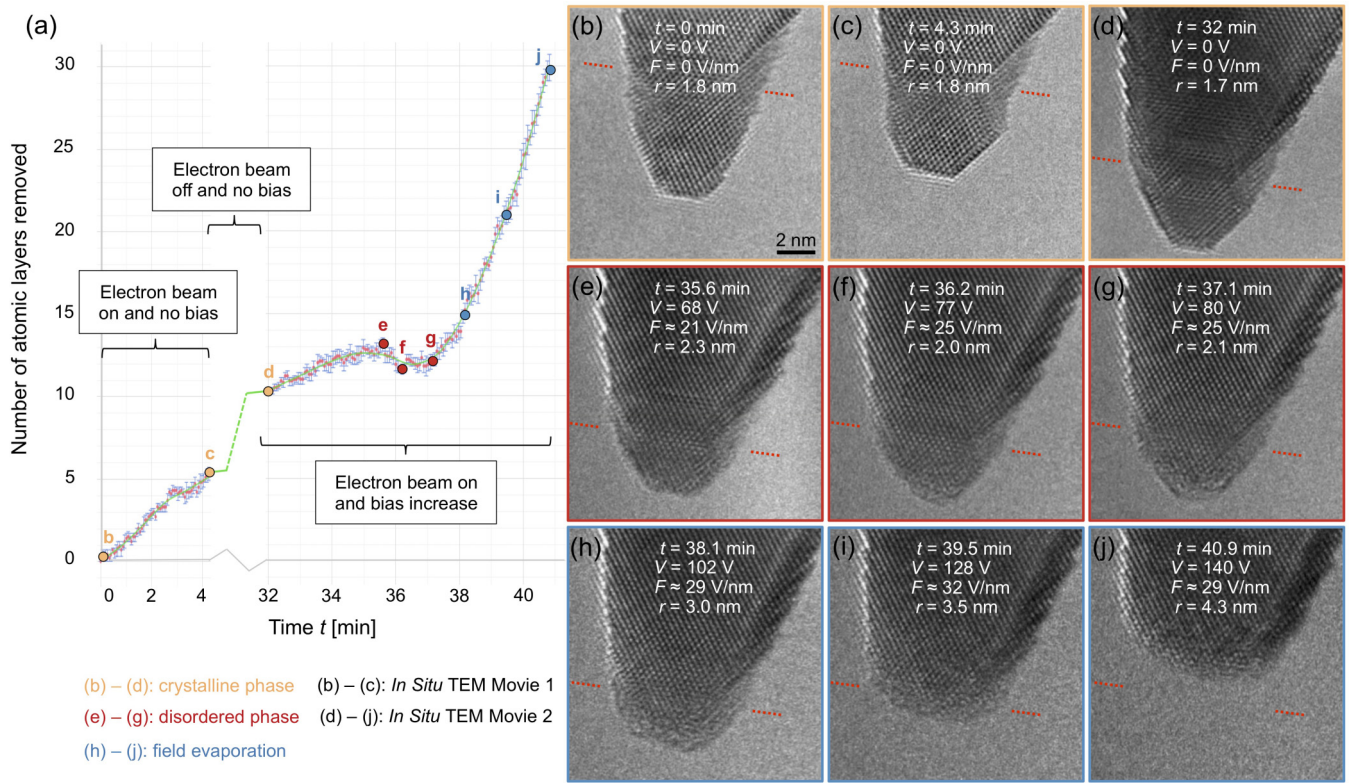 (a)
Number of atomic layers removed
30
25
20
15
10
5
0
0 2 4 32 34 36 38 40
Time t [min]
Electron beam
off and no bias
Electron beam
on and no bias
Electron beam on
and bias increase
b
c
d
e
f
g
h
i
j
(b) – (d): crystalline phase
(b) – (c): In Situ TEM Movie 1
(e) – (g): disordered phase
(d) – (j): In Situ TEM Movie 2
(h) – (j): field evaporation
(b)
t = 0 min
V = 0 V
F = 0 V/nm
r = 1.8 nm
2 nm
(c)
t = 4.3 min
V = 0 V
F = 0 V/nm
r = 1.8 nm
(d)
t = 32 min
V = 0 V
F = 0 V/nm
r = 1.7 nm
(e)
t = 35.6 min
V = 68 V
F ≈ 21 V/nm
r = 2.3 nm
(f)
t = 36.2 min
V = 77 V
F ≈ 25 V/nm
r = 2.0 nm
(g)
t = 37.1 min
V = 80 V
F ≈ 25 V/nm
r = 2.1 nm
(h)
t = 38.1 min
V = 102 V
F ≈ 29 V/nm
r = 3.0 nm
(i)
t = 39.5 min
V = 128 V
F ≈ 32 V/nm
r = 3.5 nm
(j)
t = 40.9 min
V = 140 V
F ≈ 29 V/nm
r = 4.3 nm